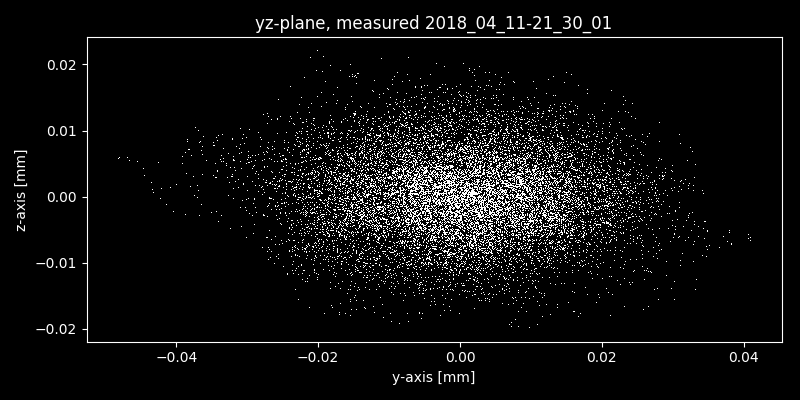 yz-plane, measured 2018_04_11-21_30_01
0.02
0.01
0.00
−0.01
−0.02
z-axis [mm]
−0.04 −0.02 0.00 0.02 0.04
y-axis [mm]